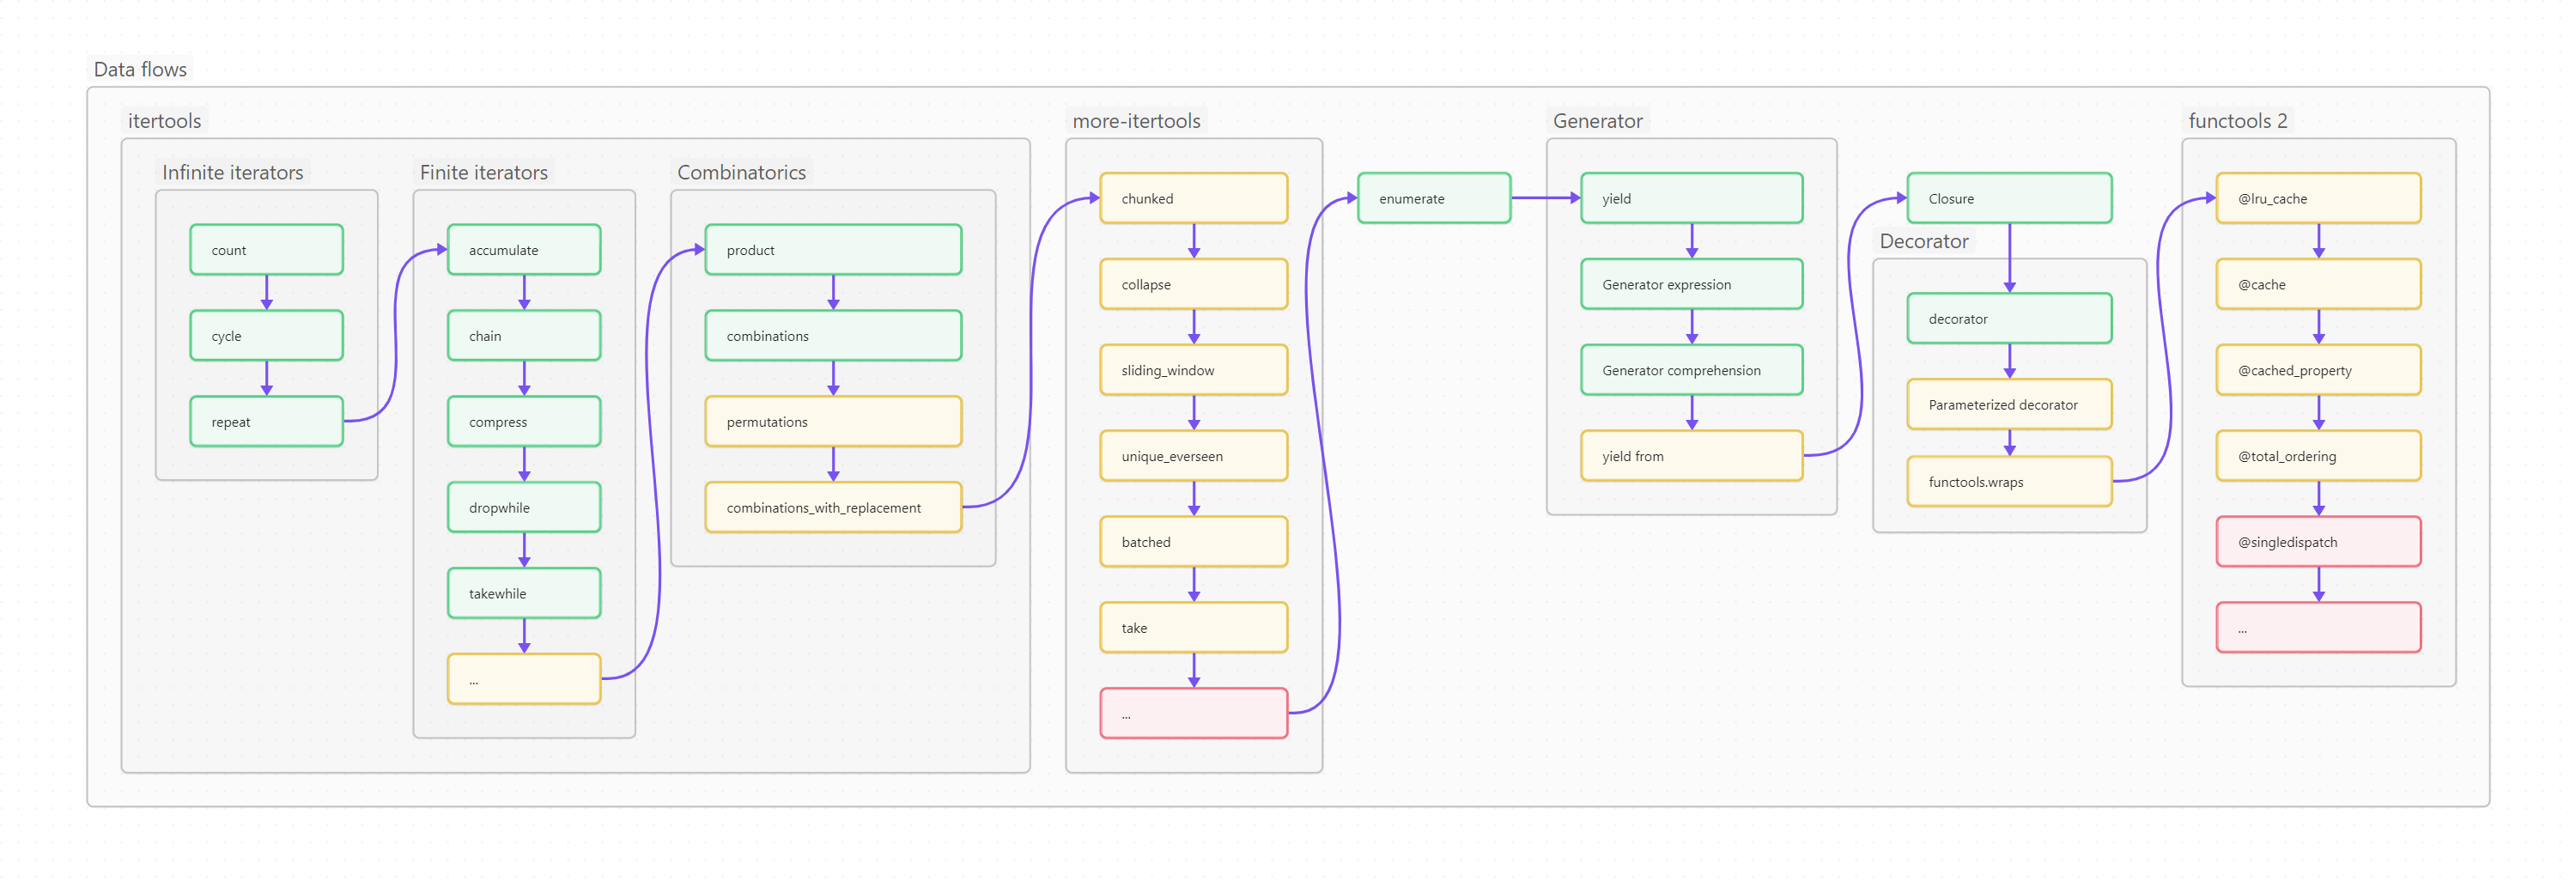 Data flows
itertools
Infinite iterators
count
cycle
repeat
Finite iterators
accumulate
chain
compress
dropwhile
takewhile
...
Combinatorics
product
combinations
permutations
combinations_with_replacement
more-itertools
chunked
collapse
sliding_window
unique_everseen
batched
take
...
enumerate
Generator
yield
Generator expression
Generator comprehension
yield from
Closure
Decorator
decorator
Parameterized decorator
functools.wraps
functools 2
@lru_cache
@cache
@cached_property
@total_ordering
@singledispatch
...